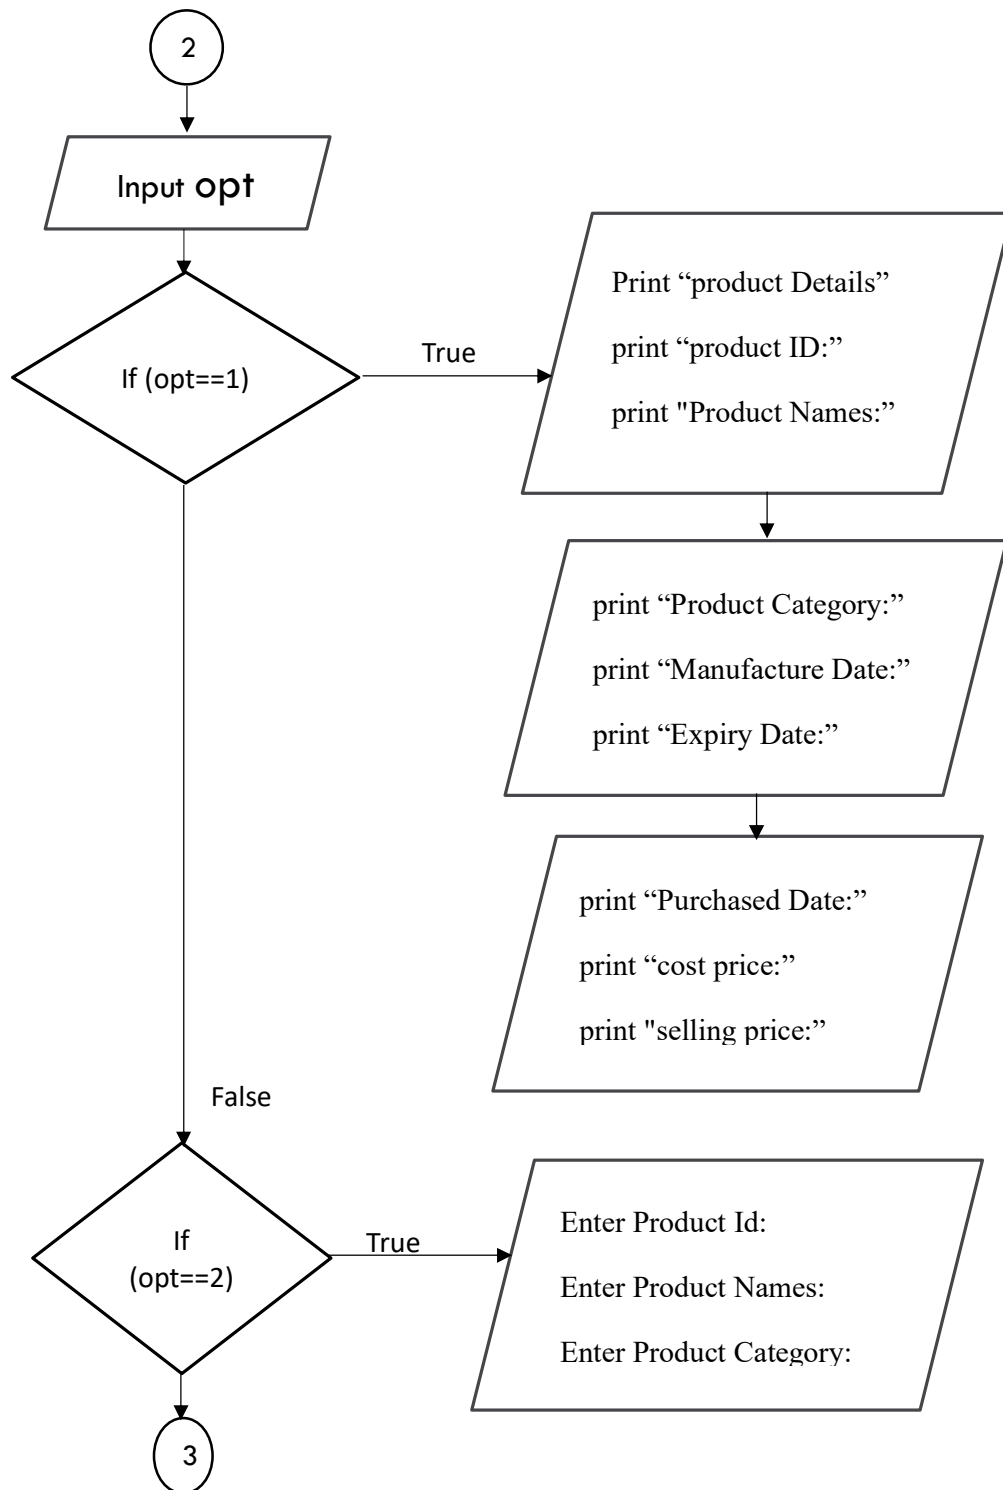 2
Input opt
Print “product Details”
print “product ID:”
print "Product Names:”
True
If (opt==1)
print “Product Category:”
print “Manufacture Date:”
print “Expiry Date:”
print “Purchased Date:”
print “cost price:”
print "selling price:”
False
If
(opt==2)
True
Enter Product Id:
Enter Product Names:
Enter Product Category:
3